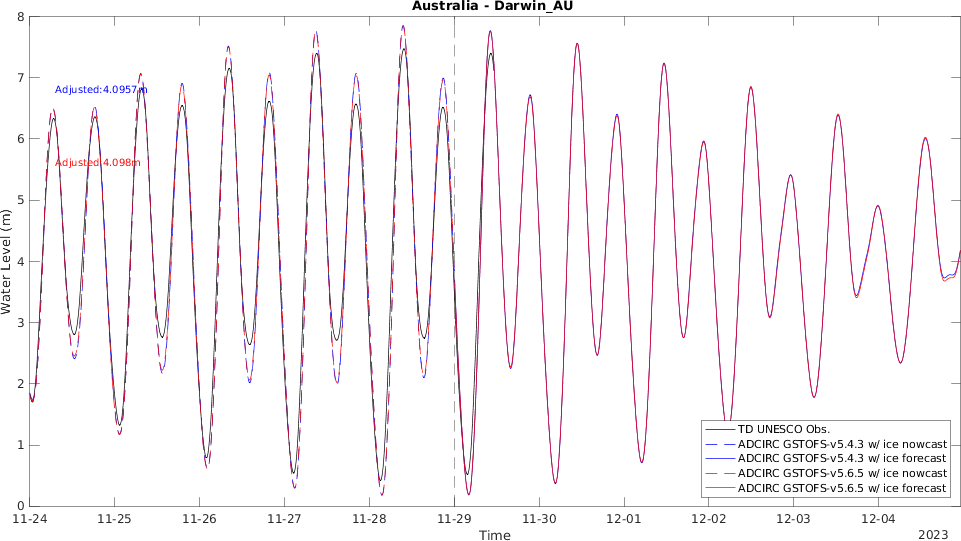 Australia - Darwin_AU
8
7
6
5
4
3
2
1
0
Water Level (m)
Adjusted:4.0957m
Adjusted:4.098m
TD UNESCO Obs.
ADCIRC GSTOFS-v5.4.3 w/ ice nowcast
ADCIRC GSTOFS-v5.4.3 w/ ice forecast
ADCIRC GSTOFS-v5.6.5 w/ ice nowcast
ADCIRC GSTOFS-v5.6.5 w/ ice forecast
11-24 11-25 11-26 11-27 11-28 11-29 11-30 12-01 12-02 12-03 12-04
Time
2023